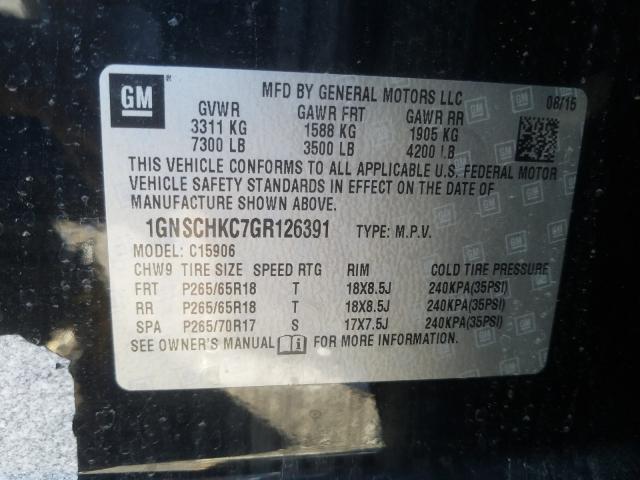 GM
MFD BY GENERAL MOTORS LLC
08/15
GVWR GAWR FRT GAWR RR
3311 KG 1588 KG 1905 KG
7300 LB 3500 LB 4200 LB
THIS VEHICLE CONFORMS TO ALL APPLICABLE U.S. FEDERAL MOTOR
VEHICLE SAFETY STANDARDS IN EFFECT ON THE DATE OF
MANUFACTURE SHOWN ABOVE.
1GNSCHKC7GR126391 TYPE: M.P.V.
MODEL: C15906
CHW9 TIRE SIZE SPEED RTG RIM COLD TIRE PRESSURE
FRT P265/65R18 T 18X8.5J 240KPA(35PSI)
RR P265/65R18 T 18X8.5J 240KPA(35PSI)
SPA P265/70R17 S 17X7.5J 240KPA(35PSI)
SEE OWNER'S MANUAL FOR MORE INFORMATION.